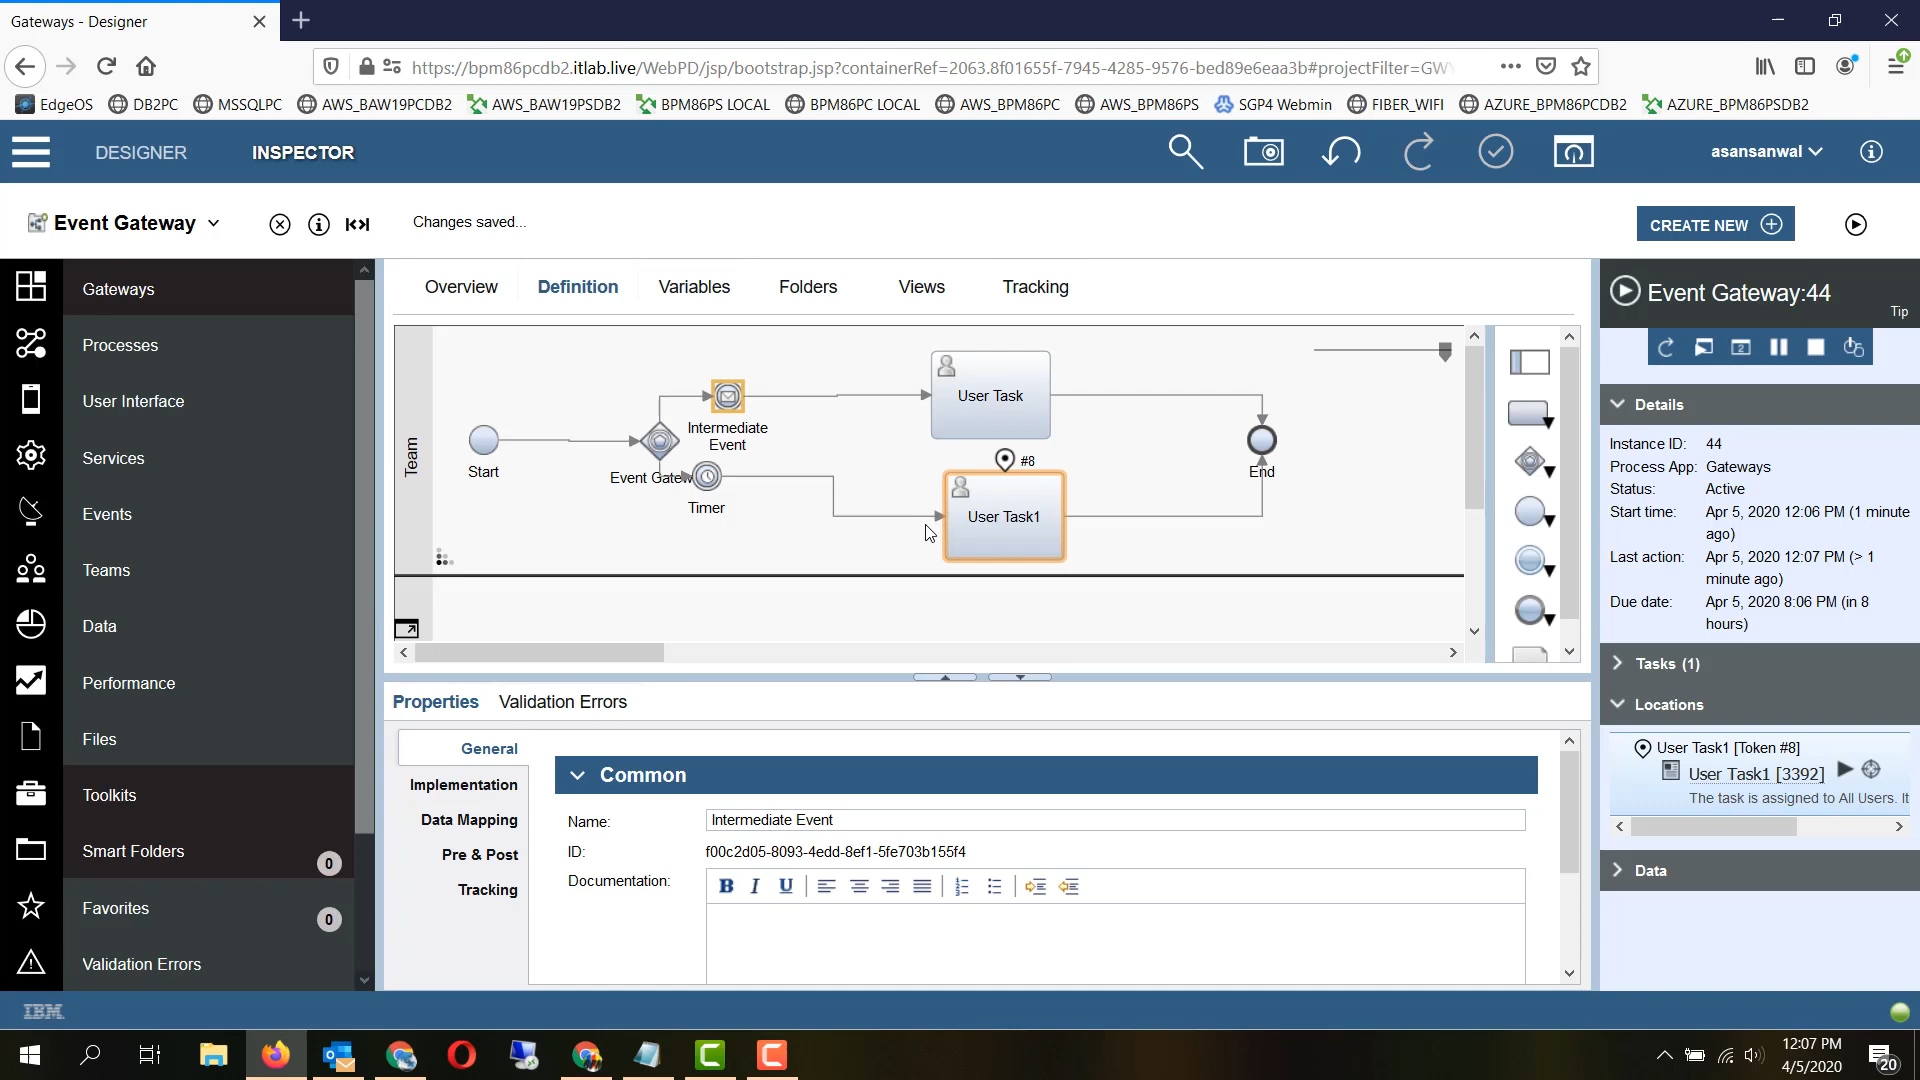 Gateways - Designer
https://bpm86pcdb2.itlab.live/WebPD/jsp/bootstrap.jsp?containerRef=2063.8f01655f-7945-4285-9576-bed89e6eaa3b#projectFilter=GWY
EdgeOS
DB2PC
MSSQLPC
AWS_BAW19PCDB2
AWS_BAW19PSDB2
BPM86PS LOCAL
BPM86PC LOCAL
AWS_BPM86PC
AWS_BPM86PS
SGP4 Webmin
FIBER_WIFI
AZURE_BPM86PCDB2
AZURE_BPM86PSDB2
DESIGNER
INSPECTOR
asansanwal
Event Gateway
Changes saved...
CREATE NEW
Gateways
Processes
User Interface
Services
Events
Teams
Data
Performance
Files
Toolkits
Smart Folders
0
Favorites
0
Validation Errors
Overview
Definition
Variables
Folders
Views
Tracking
Team
Start
Event Gatew
Intermediate
Event
Timer
User Task
#8
User Task1
End
Properties
Validation Errors
General
Implementation
Data Mapping
Pre & Post
Tracking
Common
Name:
Intermediate Event
ID:
f00c2d05-8093-4edd-8ef1-5fe703b155f4
Documentation:
B I U
Event Gateway:44
Tip
2
Details
Instance ID: 44
Process App: Gateways
Status: Active
Start time: Apr 5, 2020 12:06 PM (1 minute
ago)
Last action: Apr 5, 2020 12:07 PM (> 1
minute ago)
Due date: Apr 5, 2020 8:06 PM (in 8
hours)
Tasks (1)
Locations
User Task1 [Token #8]
User Task1 [3392]
The task is assigned to All Users. It
Data
IBM
12:07 PM
4/5/2020
20